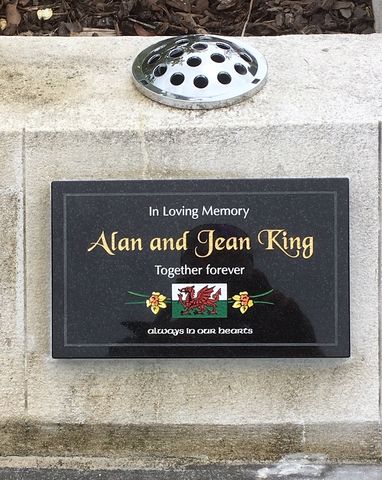 In Loving Memory
Alan and Jean King
Together forever
always in our hearts